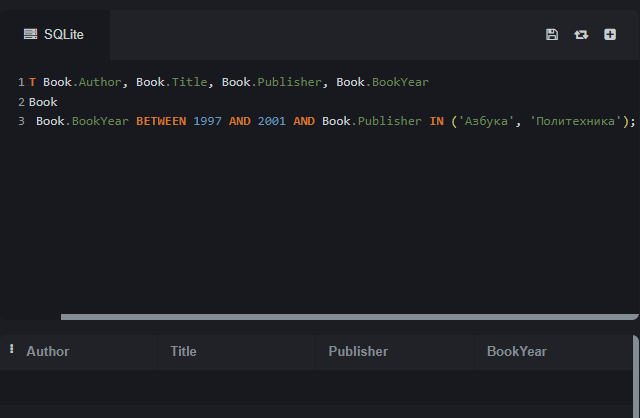 SQLite
1 T Book.Author, Book.Title, Book.Publisher, Book.BookYear
2 Book
3 Book.BookYear BETWEEN 1997 AND 2001 AND Book.Publisher IN ('Азбука', 'Политехника');
Author Title Publisher BookYear